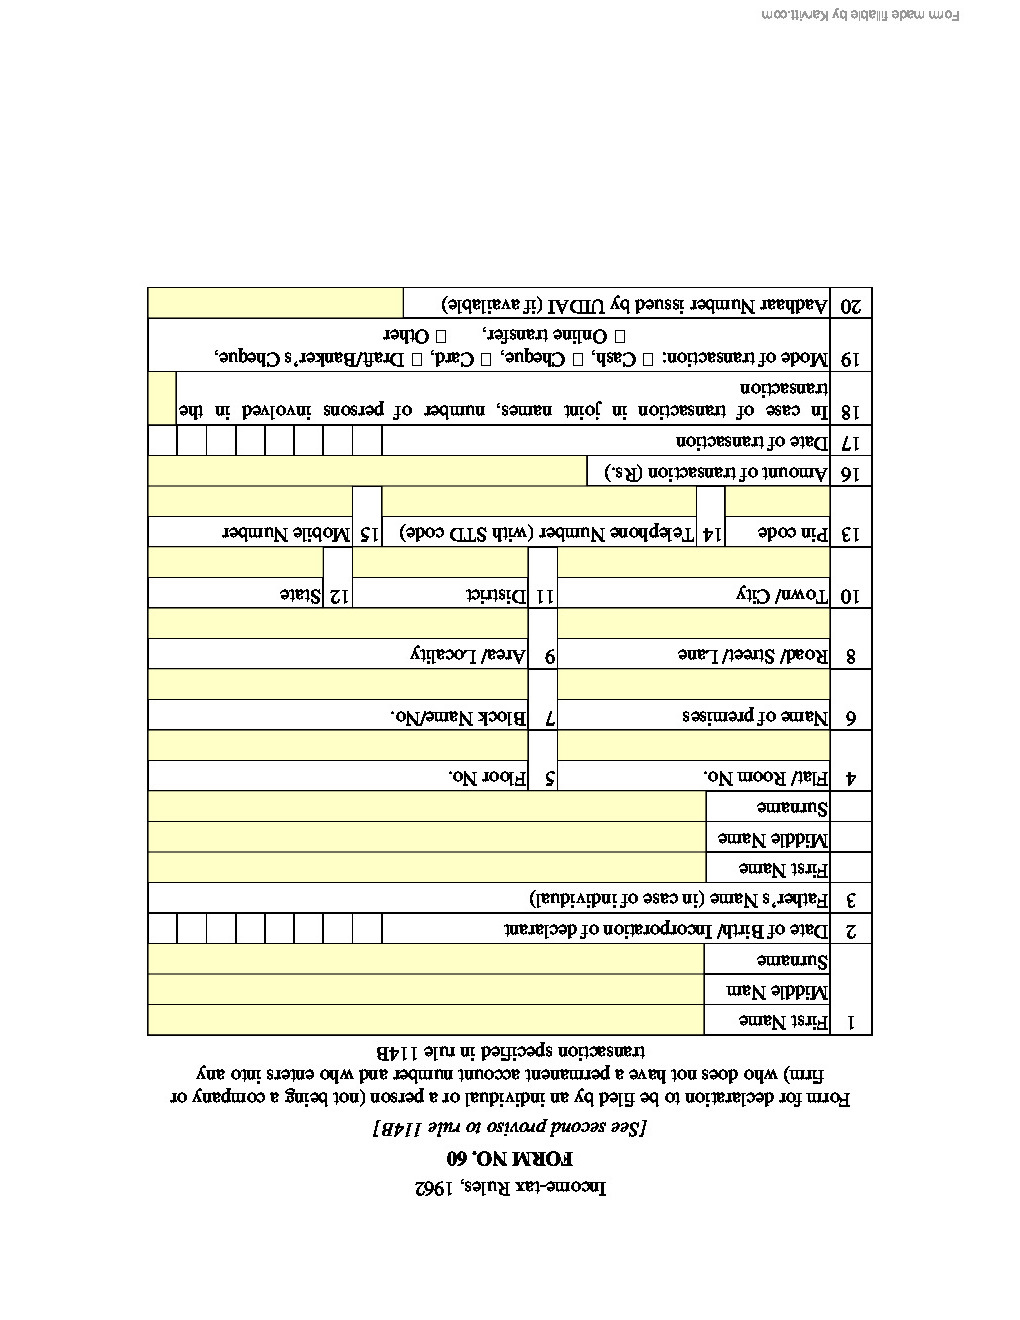 Income-tax Rules, 1962
FORM NO. 60
[See second proviso to rule 114B]
Form for declaration to be filed by an individual or a person (not being a company or
firm) who does not have a permanent account number and who enters into any
transaction specified in rule 114B
1 First Name
Middle Nam
Surname
2 Date of Birth/ Incorporation of declarant
3 Father's Name (in case of individual)
First Name
Middle Name
Surname
4 Flat/ Room No. 5 Floor No.
6 Name of premises 7 Block Name/No.
8 Road/ Street/ Lane 9 Area/ Locality
10 Town/ City 11 District 12 State
13 Pin code 14 Telephone Number (with STD code) 15 Mobile Number
16 Amount of transaction (Rs.)
17 Date of transaction
18 In case of transaction in joint names, number of persons involved in the
transaction
19 Mode of transaction: □ Cash, □ Cheque, □ Card, □ Draft/Banker's Cheque,
□ Online transfer, □ Other
20 Aadhaar Number issued by UIDAI (if available)
Form made fillable by Karvitt.com